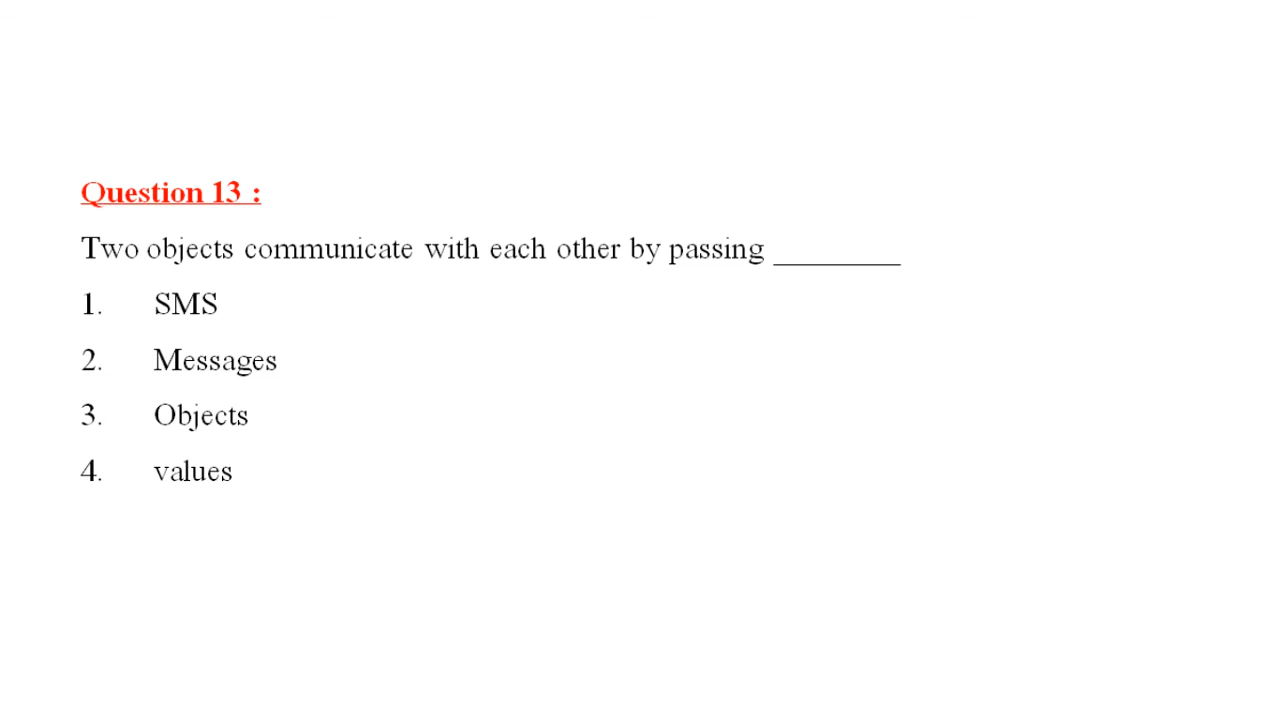 Question 13 :
Two objects communicate with each other by passing ________
1. SMS
2. Messages
3. Objects
4. values